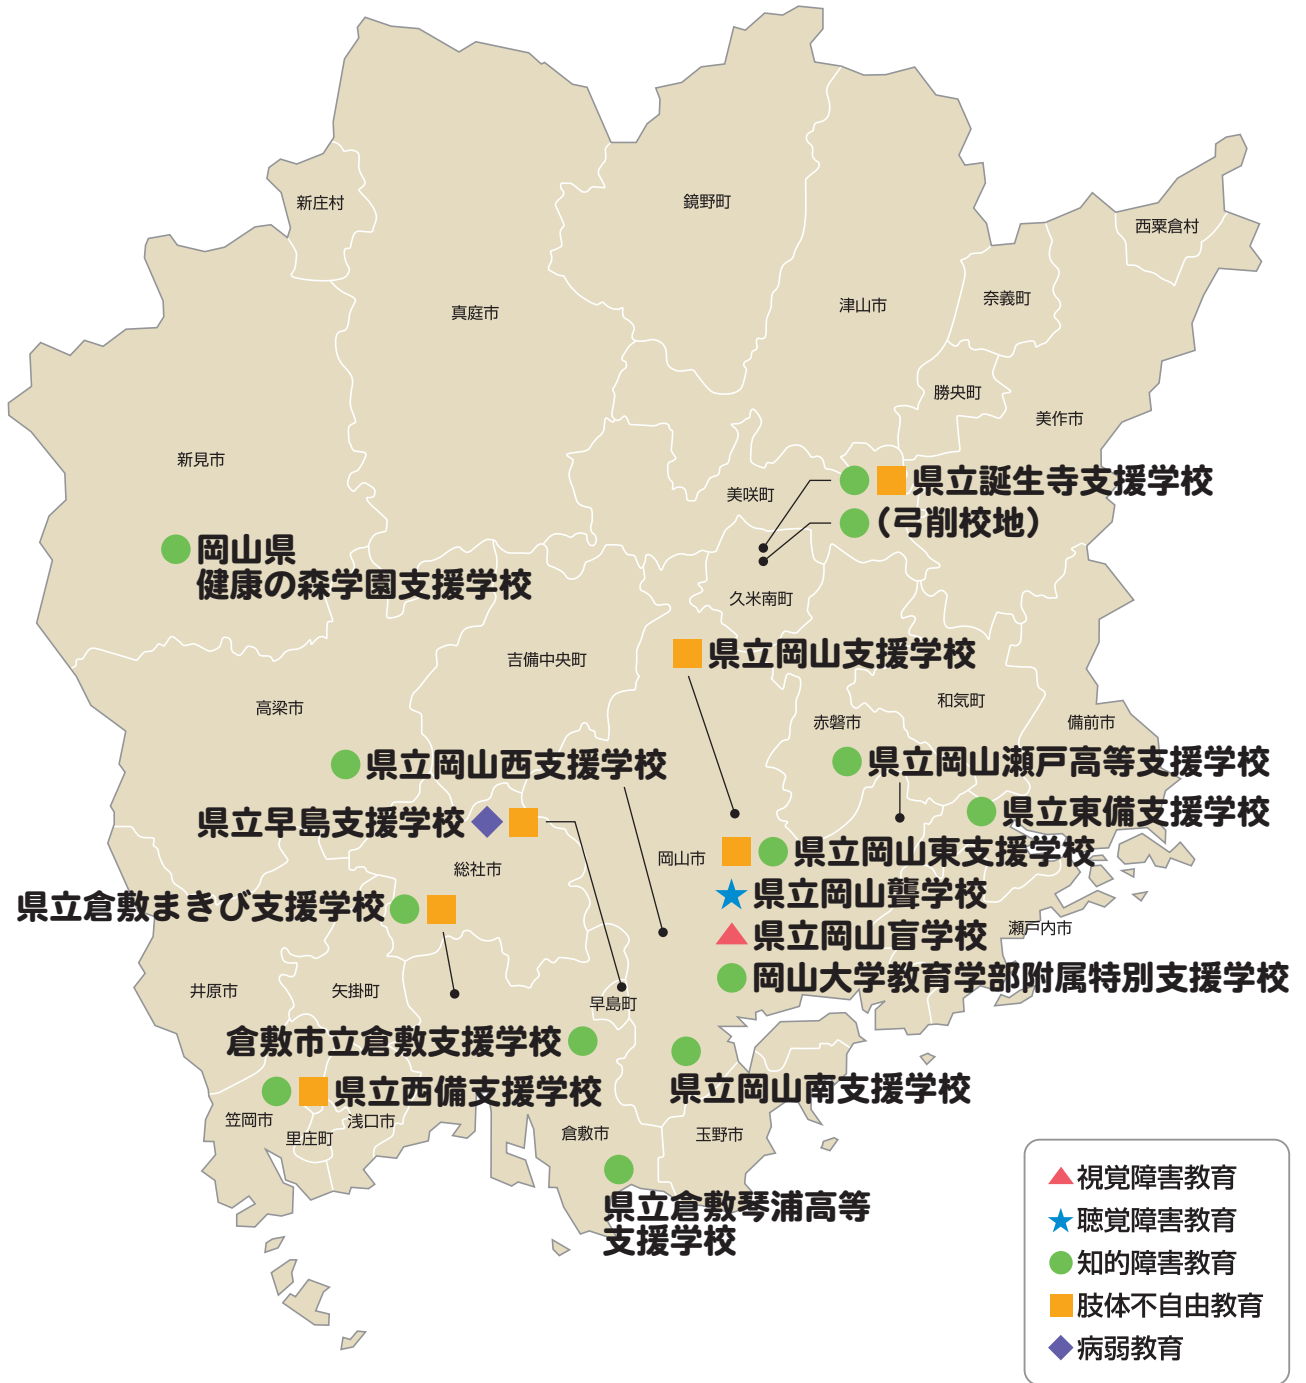 新庄村
鏡野町
西粟倉村
真庭市
津山市
奈義町
勝央町
美作市
新見市
美咲町
県立誕生寺支援学校
(弓削校地)
岡山県
健康の森学園支援学校
久米南町
県立岡山支援学校
吉備中央町
高梁市
和気町
赤磐市
備前市
県立岡山西支援学校
県立岡山瀬戸高等支援学校
県立早島支援学校
県立東備支援学校
岡山市
県立岡山東支援学校
総社市
県立岡山聾学校
県立倉敷まきび支援学校
県立岡山盲学校
瀬戸内市
岡山大学教育学部附属特別支援学校
井原市
矢掛町
早島町
倉敷市立倉敷支援学校
県立岡山南支援学校
県立西備支援学校
笠岡市
里庄町
浅口市
倉敷市
玉野市
県立倉敷琴浦高等
支援学校
視覚障害教育
聴覚障害教育
知的障害教育
肢体不自由教育
病弱教育